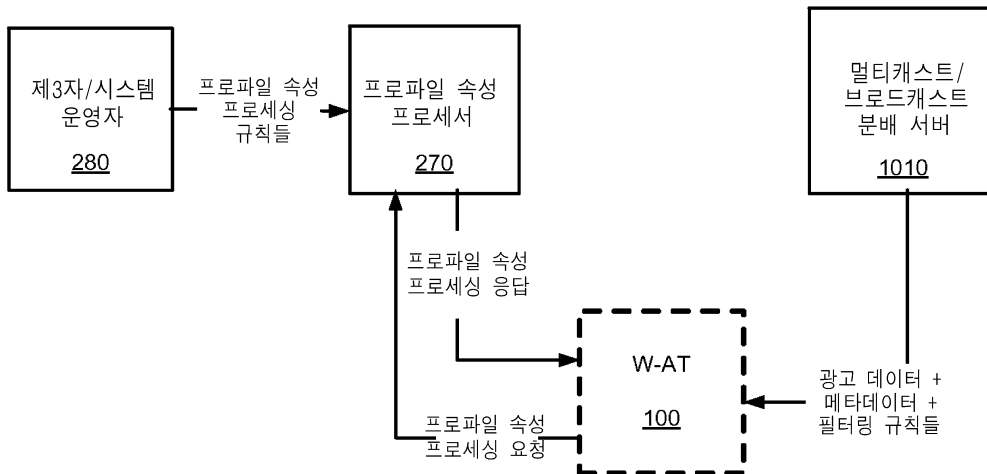 제3자/시스템
운영자
280
프로파일 속성
프로세싱
규칙들
프로파일 속성
프로세서
270
멀티캐스트/
브로드캐스트
분배 서버
1010
프로파일 속성
프로세싱 응답
W-AT
100
프로파일 속성
프로세싱 요청
광고 데이터 +
메타데이터 +
필터링 규칙들